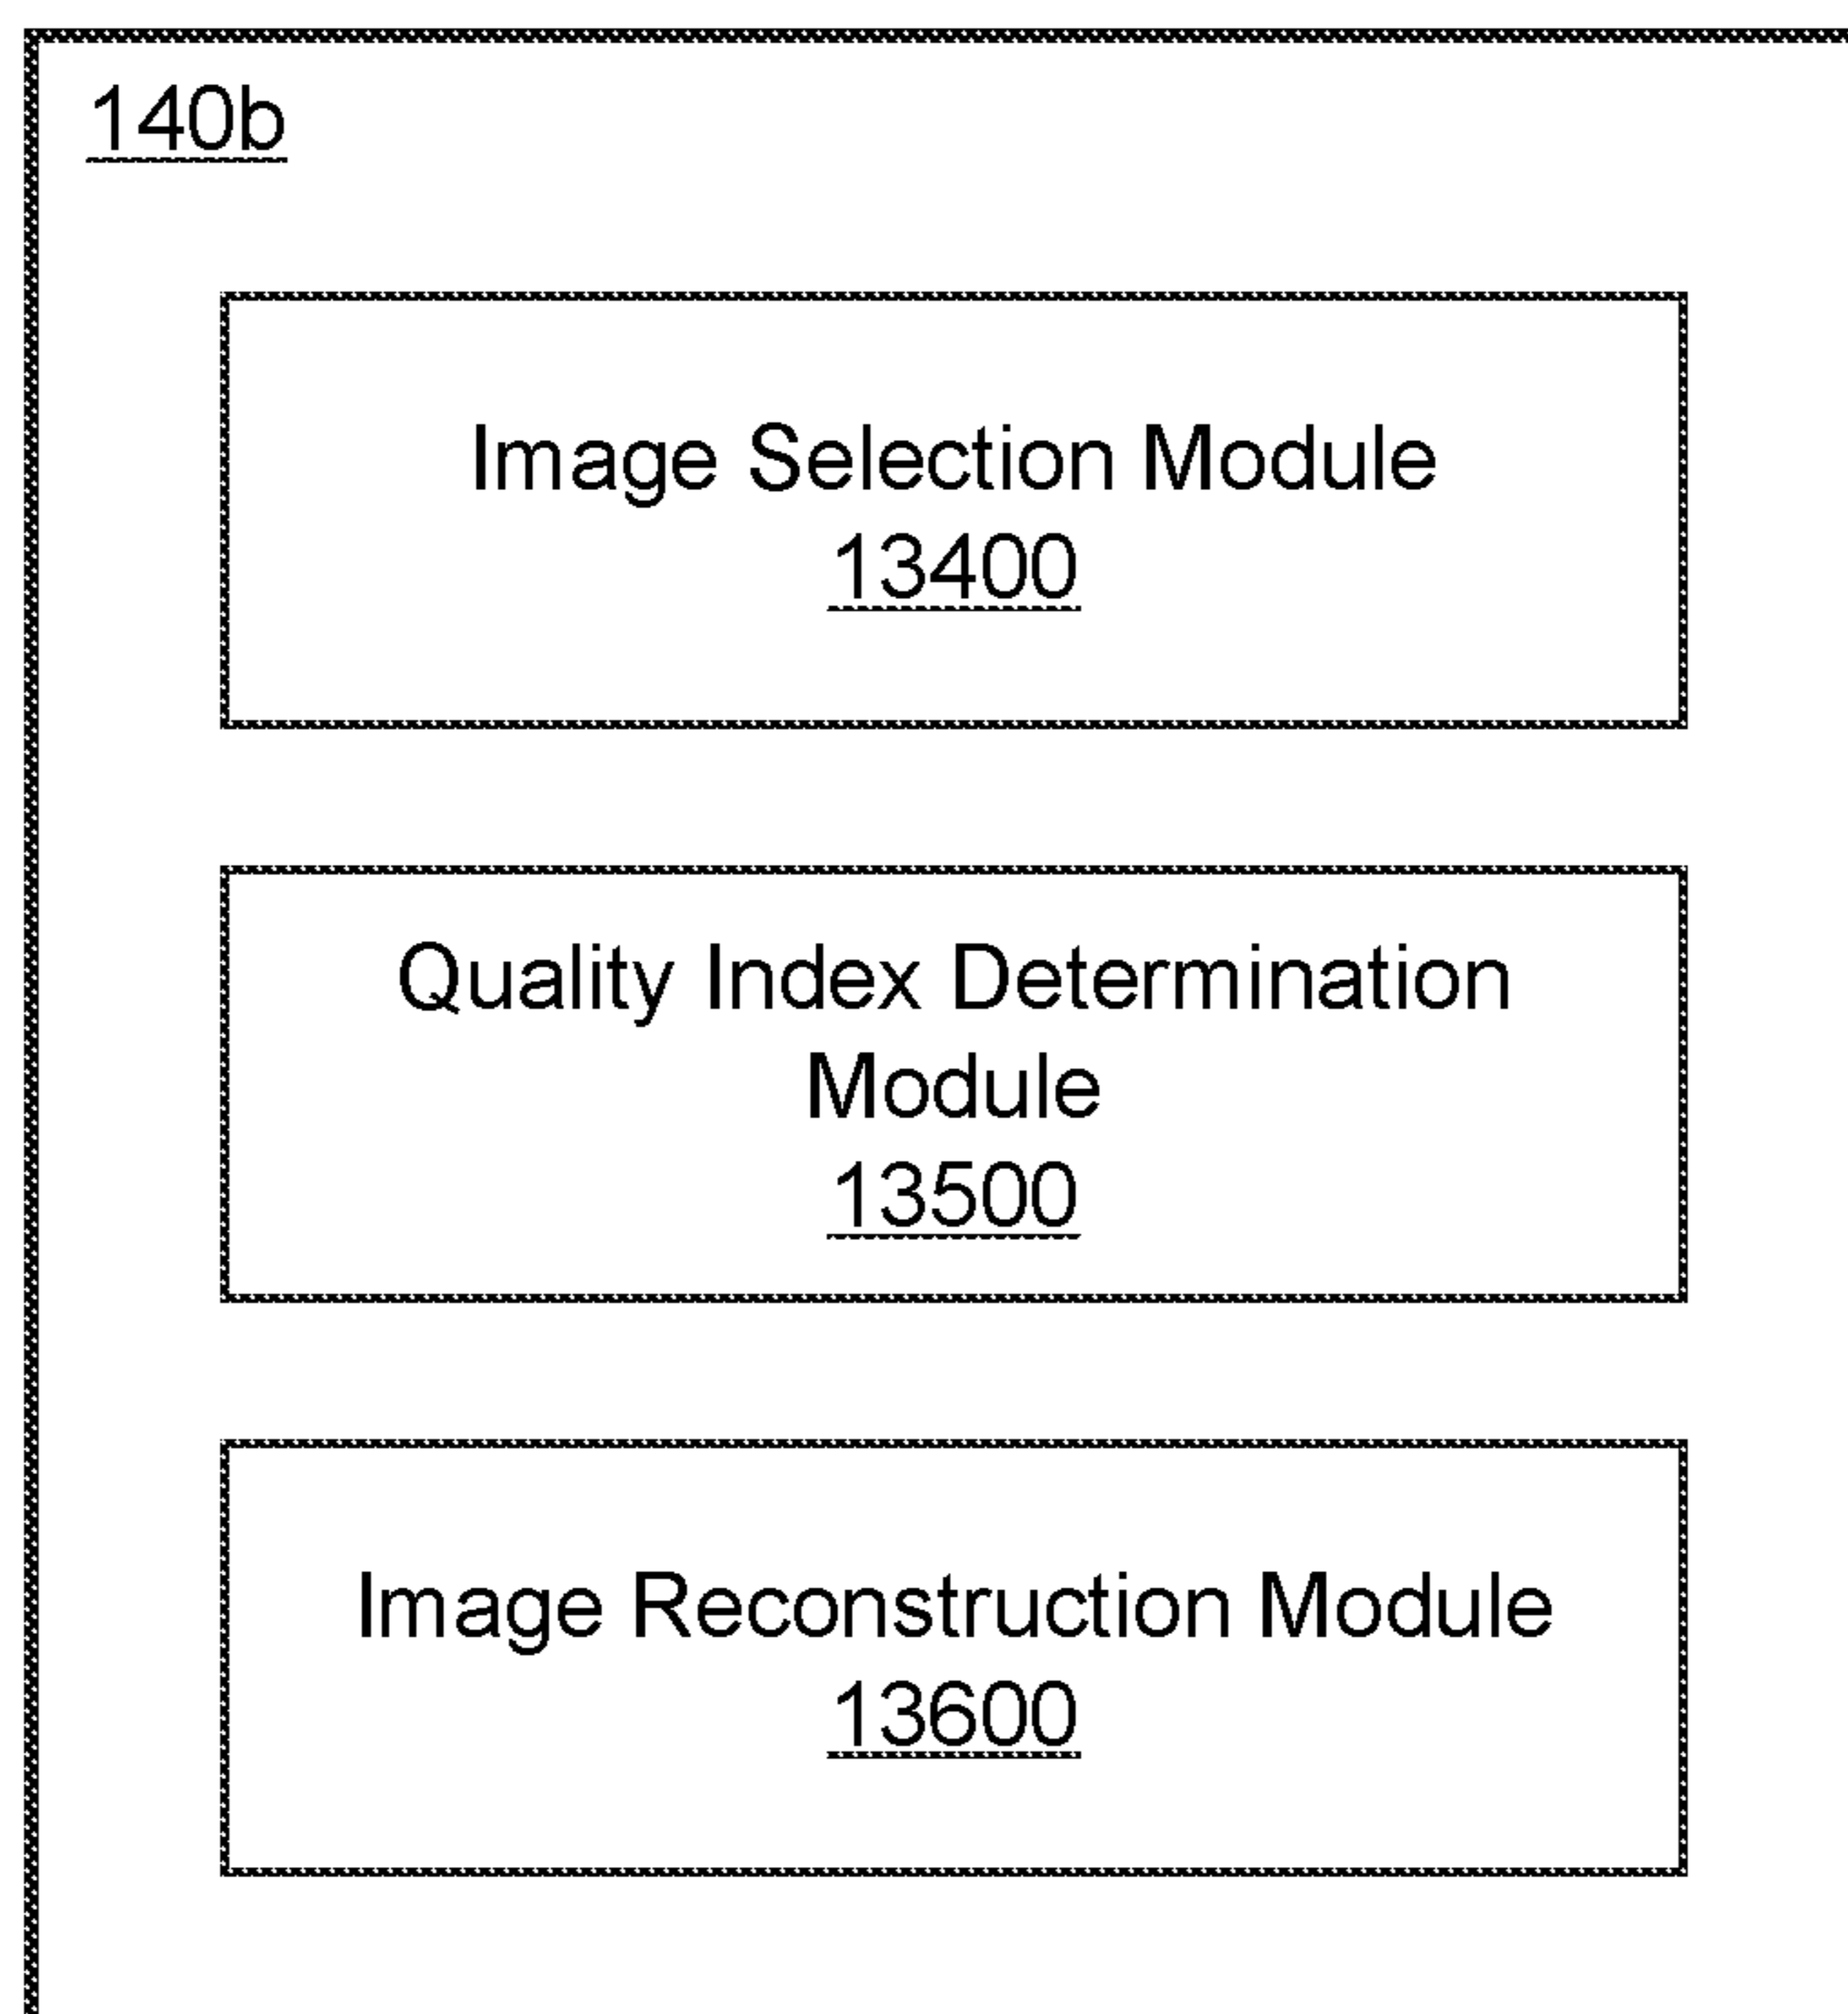 140b
Image Selection Module
13400
Quality Index Determination
Module
13500
Image Reconstruction Module
13600